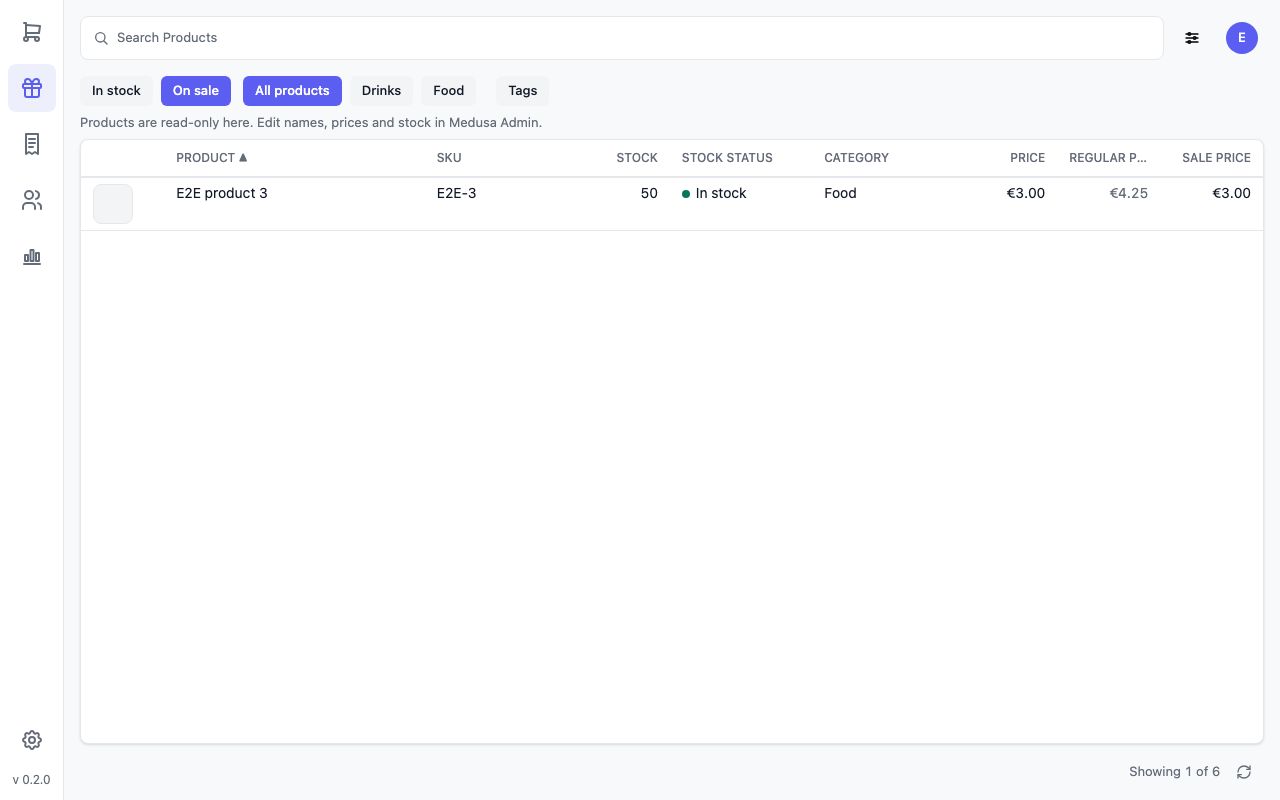 Search Products
E
In stock On sale All products Drinks Food Tags
Products are read-only here. Edit names, prices and stock in Medusa Admin.
PRODUCT ▲ SKU STOCK STOCK STATUS CATEGORY PRICE REGULAR P... SALE PRICE
E2E product 3 E2E-3 50 In stock Food €3.00 €4.25 €3.00
Showing 1 of 6
v 0.2.0